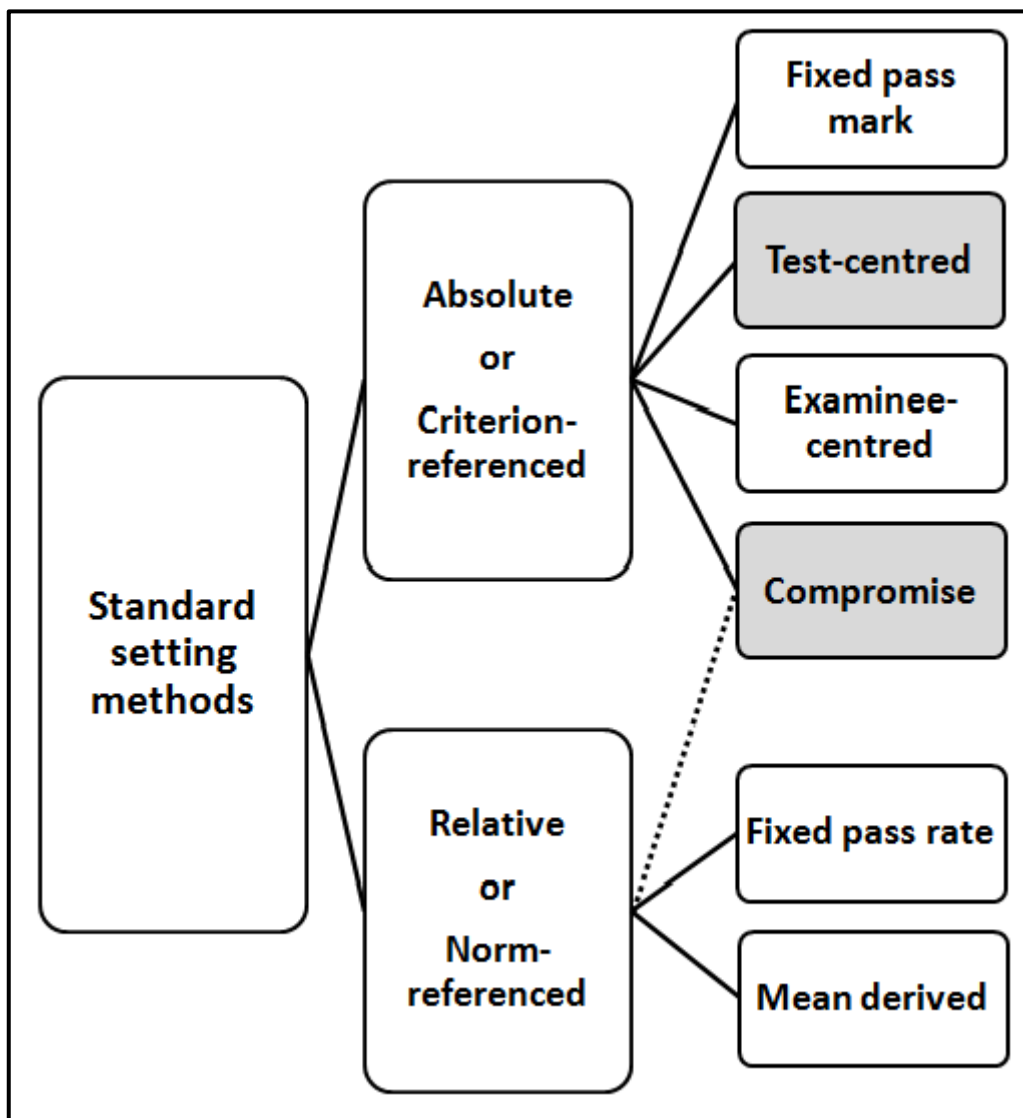 Standard
setting
methods
Absolute
or
Criterion-
referenced
Relative
or
Norm-
referenced
Fixed pass
mark
Test-centred
Examinee-
centred
Compromise
Fixed pass rate
Mean derived